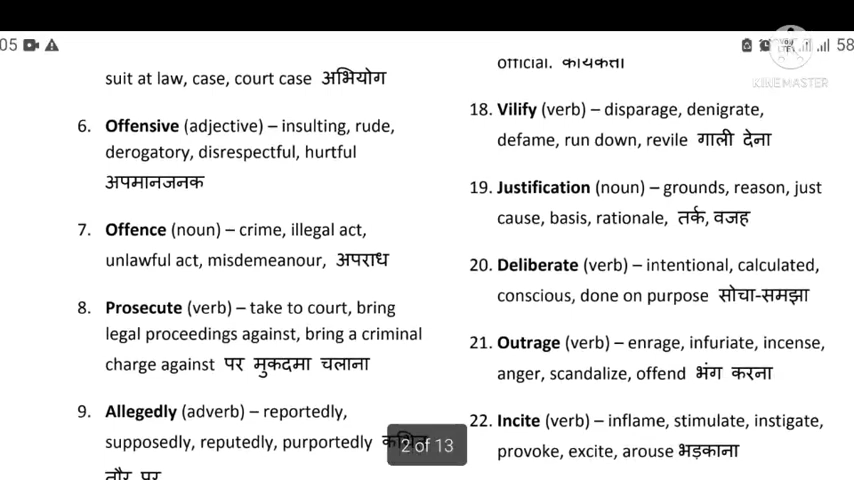 05
58
KINEMASTER
suit at law, case, court case अभियोग
6. Offensive (adjective) – insulting, rude,
derogatory, disrespectful, hurtful
अपमानजनक
7. Offence (noun) – crime, illegal act,
unlawful act, misdemeanour, अपराध
8. Prosecute (verb) – take to court, bring
legal proceedings against, bring a criminal
charge against पर मुकदमा चलाना
9. Allegedly (adverb) – reportedly,
supposedly, reputedly, purportedly कथित
तौर पर
official. कार्यकर्ता
18. Vilify (verb) – disparage, denigrate,
defame, run down, revile गाली देना
19. Justification (noun) – grounds, reason, just
cause, basis, rationale, तर्क, वजह
20. Deliberate (verb) – intentional, calculated,
conscious, done on purpose सोचा-समझा
21. Outrage (verb) – enrage, infuriate, incense,
anger, scandalize, offend भंग करना
22. Incite (verb) – inflame, stimulate, instigate,
provoke, excite, arouse भड़काना
2 of 13